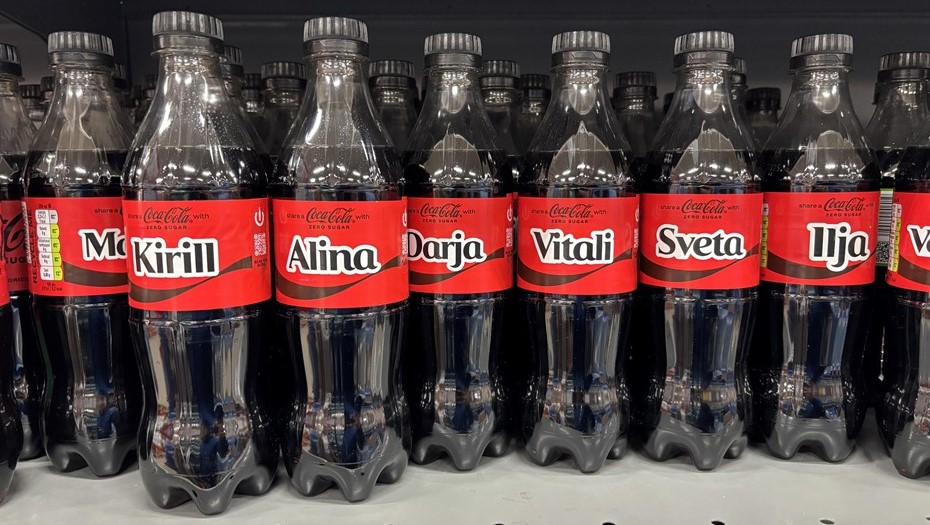 share a Coca-Cola with
ZERO SUGAR
Kirill
share a Coca-Cola with
ZERO SUGAR
Alina
Coca-Cola with
ZERO SUGAR
Darja
share a Coca-Cola with
ZERO SUGAR
Vitali
share a Coca-Cola with
ZERO SUGAR
Sveta
share a Coca-Cola with
ZERO SUGAR
Ilja